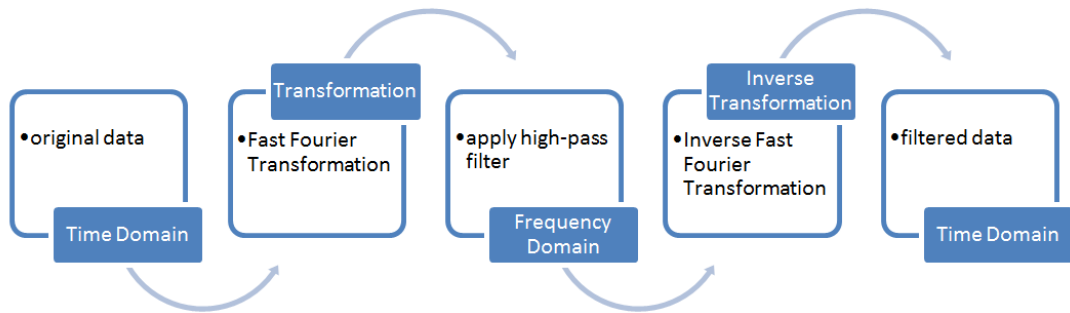 •original data
Time Domain
Transformation
•Fast Fourier
Transformation
•apply high-pass
filter
Frequency
Domain
Inverse
Transformation
•Inverse Fast
Fourier
Transformation
•filtered data
Time Domain